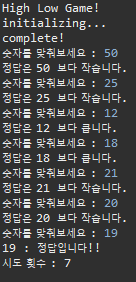 High Low Game!
initializing...
complete!
숫자를 맞춰보세요 : 50
정답은 50 보다 작습니다.
숫자를 맞춰보세요 : 25
정답은 25 보다 작습니다.
숫자를 맞춰보세요 : 12
정답은 12 보다 큽니다.
숫자를 맞춰보세요 : 18
정답은 18 보다 큽니다.
숫자를 맞춰보세요 : 21
정답은 21 보다 작습니다.
숫자를 맞춰보세요 : 20
정답은 20 보다 작습니다.
숫자를 맞춰보세요 : 19
19 : 정답입니다!!
시도 횟수 : 7